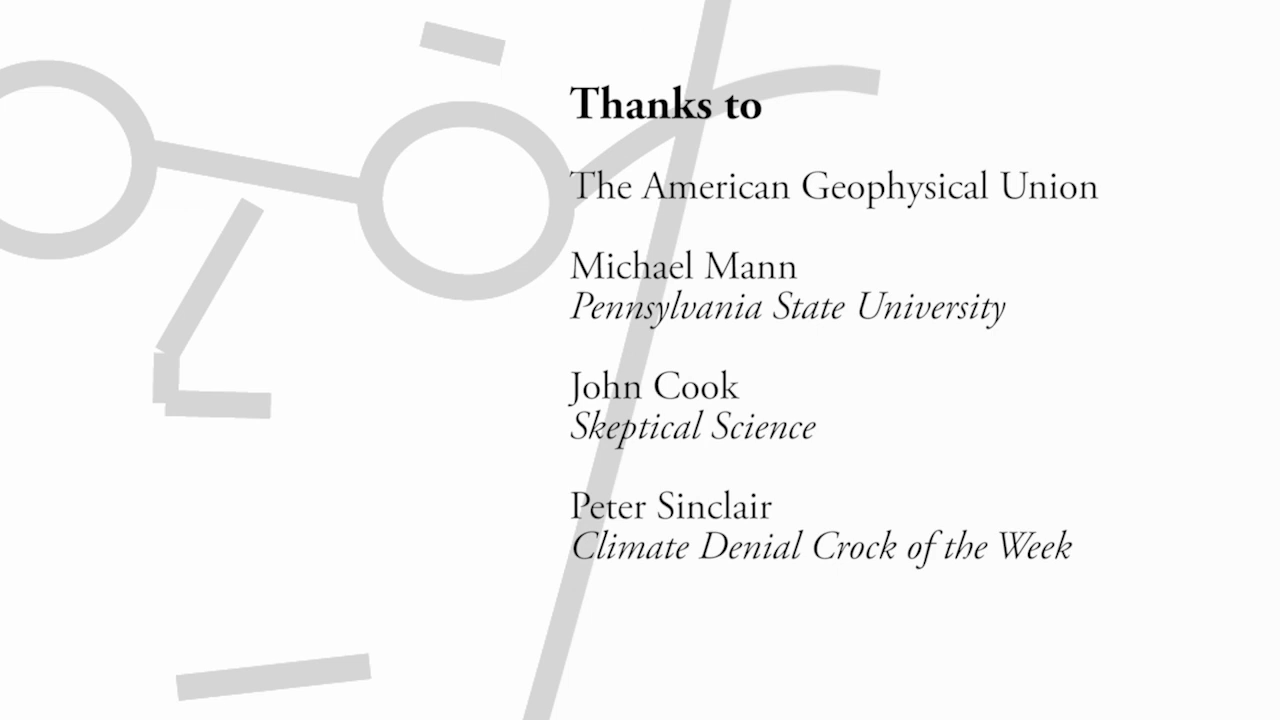 Thanks to
The American Geophysical Union
Michael Mann
Pennsylvania State University
John Cook
Skeptical Science
Peter Sinclair
Climate Denial Crock of the Week